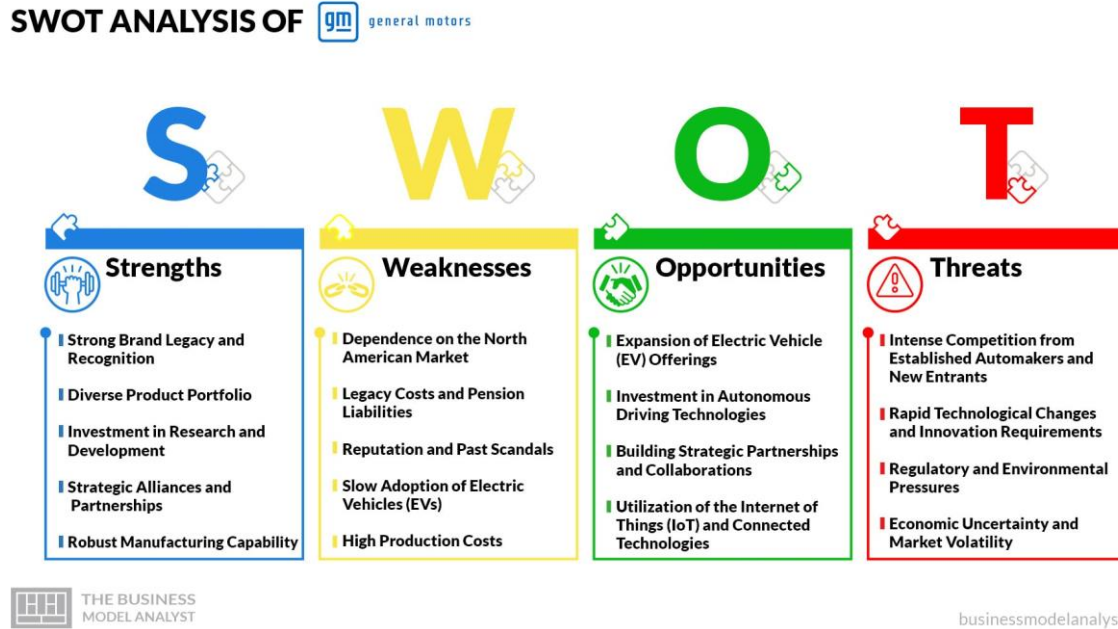 SWOT ANALYSIS OF gm general motors
S W O T
Strengths
Strong Brand Legacy and
Recognition
Diverse Product Portfolio
Investment in Research and
Development
Strategic Alliances and
Partnerships
Robust Manufacturing Capability
Weaknesses
Dependence on the North
American Market
Legacy Costs and Pension
Liabilities
Reputation and Past Scandals
Slow Adoption of Electric
Vehicles (EVs)
High Production Costs
Opportunities
Expansion of Electric Vehicle
(EV) Offerings
Investment in Autonomous
Driving Technologies
Building Strategic Partnerships
and Collaborations
Utilization of the Internet of
Things (IoT) and Connected
Technologies
Threats
Intense Competition from
Established Automakers and
New Entrants
Rapid Technological Changes
and Innovation Requirements
Regulatory and Environmental
Pressures
Economic Uncertainty and
Market Volatility
THE BUSINESS
MODEL ANALYST
businessmodelanalys